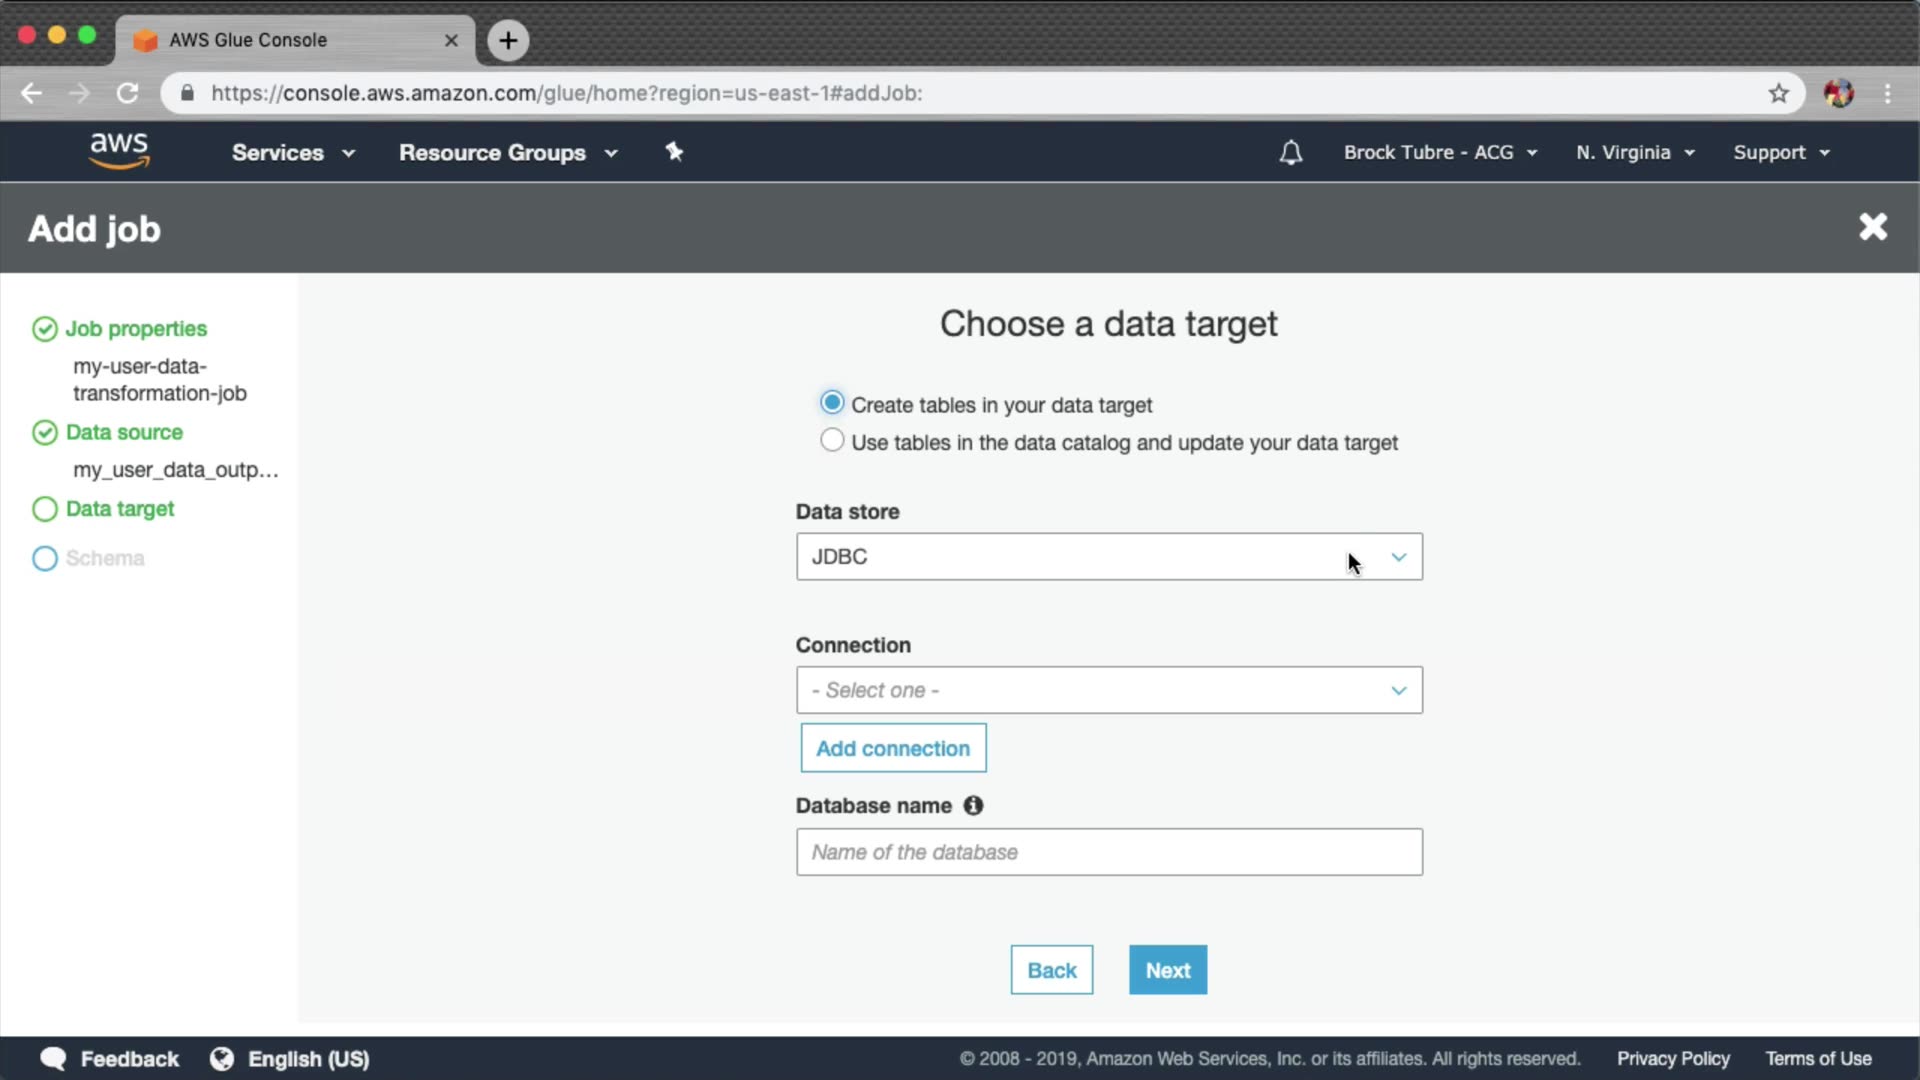 AWS Glue Console
https://console.aws.amazon.com/glue/home?region=us-east-1#addJob:
aws
Services
Resource Groups
Brock Tubre - ACG
N. Virginia
Support
Add job
Job properties
my-user-data-
transformation-job
Data source
my_user_data_outp...
Data target
Schema
Choose a data target
Create tables in your data target
Use tables in the data catalog and update your data target
Data store
JDBC
Connection
- Select one -
Add connection
Database name
Name of the database
Back
Next
Feedback
English (US)
© 2008 - 2019, Amazon Web Services, Inc. or its affiliates. All rights reserved.
Privacy Policy
Terms of Use